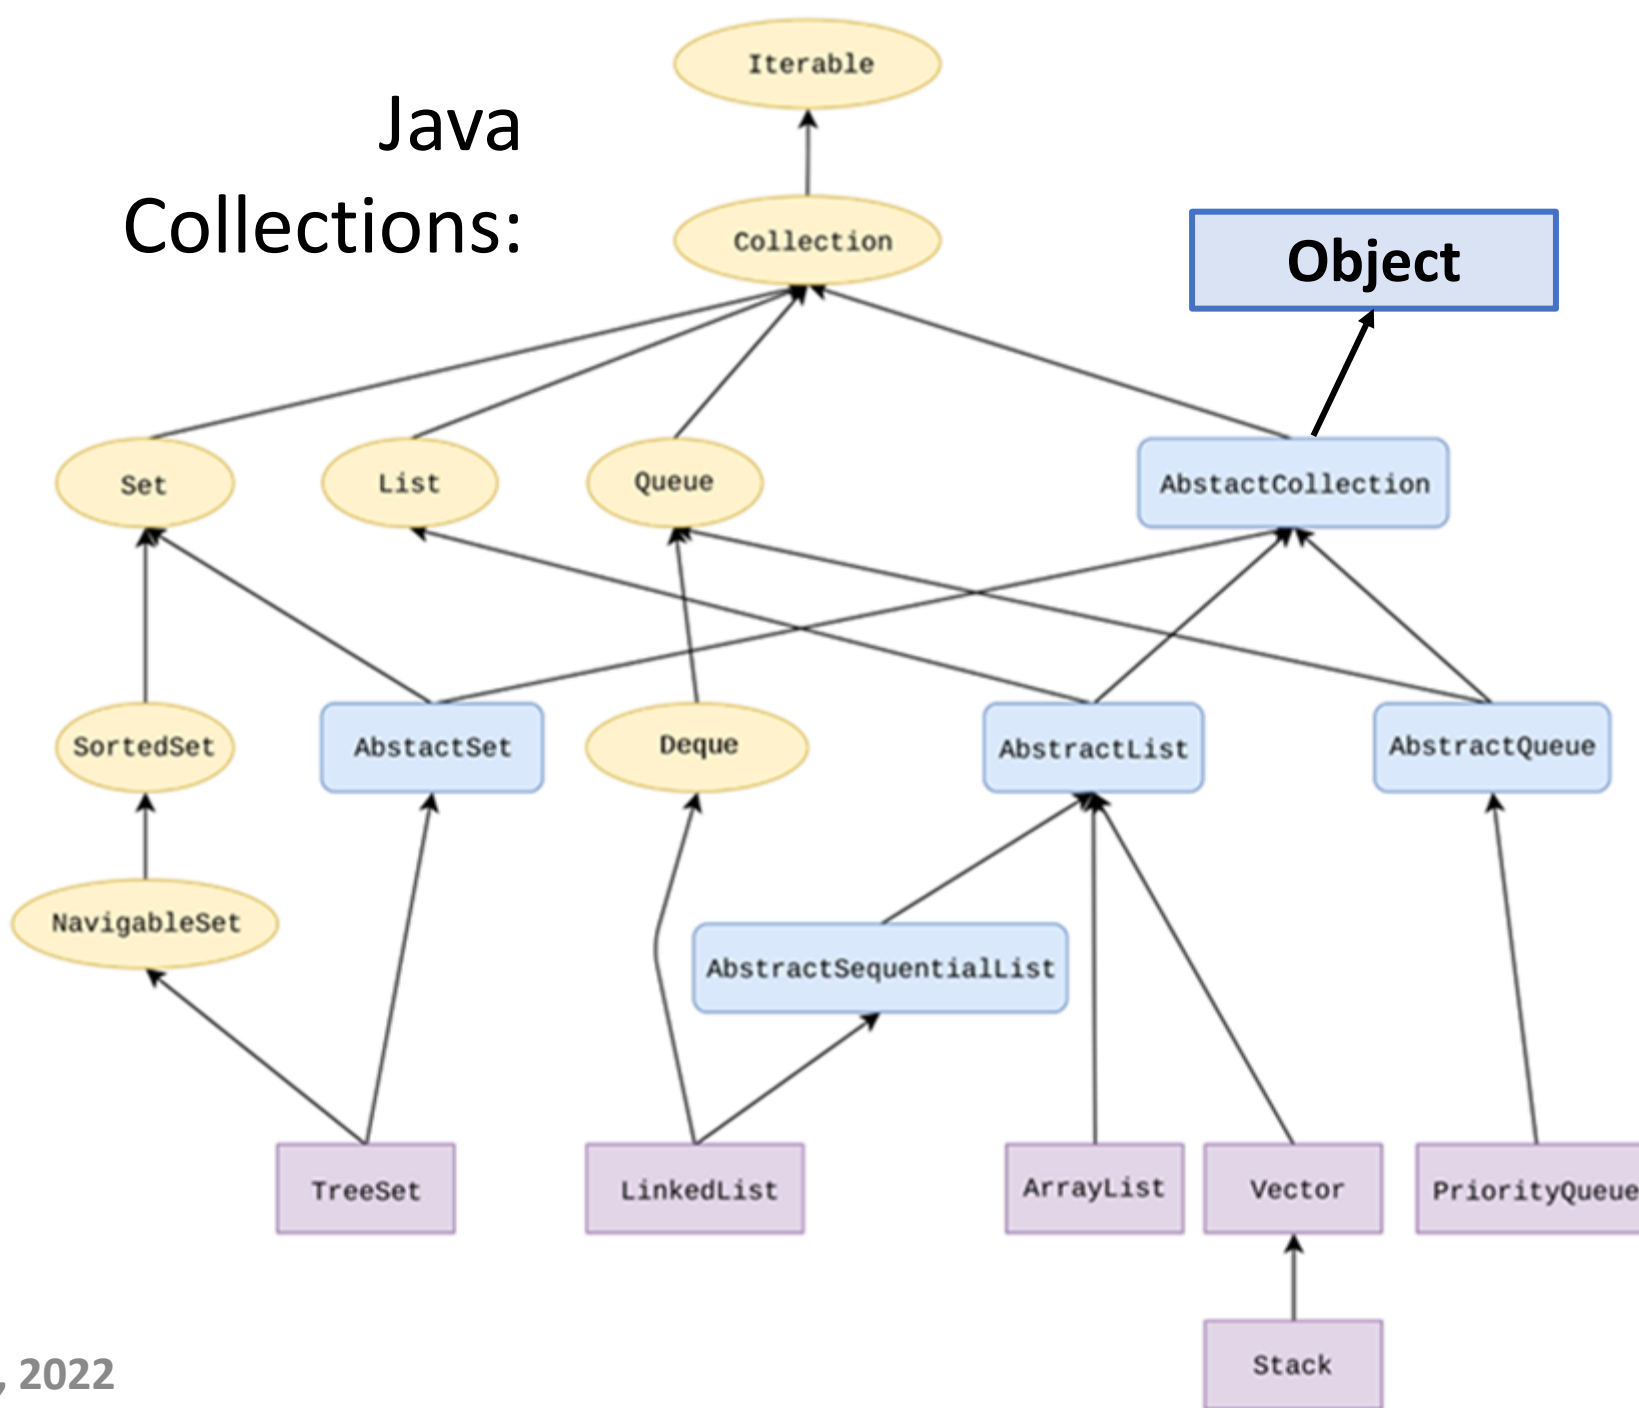 Iterable
Java
Collections:
Collection
Object
Set
List
Queue
AbstactCollection
SortedSet
AbstactSet
Deque
AbstractList
AbstractQueue
NavigableSet
AbstractSequentialList
TreeSet
LinkedList
ArrayList
Vector
PriorityQueue
Stack
, 2022